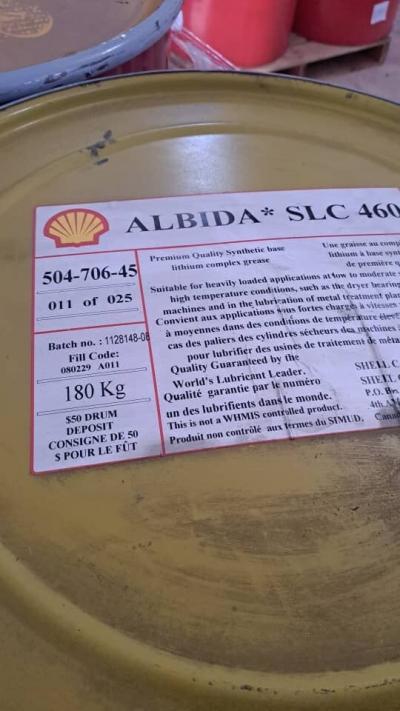 ALBIDA* SLC 460
504-706-45
011 of 025
Batch no. : 1128148-08
Fill Code:
080229 A011
180 Kg
$50 DRUM
DEPOSIT
CONSIGNE DE 50
$ POUR LE FÛT
Premium Quality Synthetic base
lithium complex grease
Une graisse au comp
lithium à base syn
de première q
Suitable for heavily loaded applications at low to moderate s
high temperature conditions, such as the dryer bearing
machines and in the lubrication of metal treatment plan
Convient aux applications sous fortes charges à vitesses
à moyennes dans des conditions de température élev
cas des paliers des cylindres sécheurs des machines
pour lubrifier des usines de traitement de méta
Quality Guaranteed by the
World's Lubricant Leader.
Qualité garantie par le numéro
un des lubrifients dans le monde.
This is not a WHMIS controlled product.
Produit non contrôlé aux termes du SIMUD.
SHELL C
SHELL
P.O. Bo
4th A
Cana